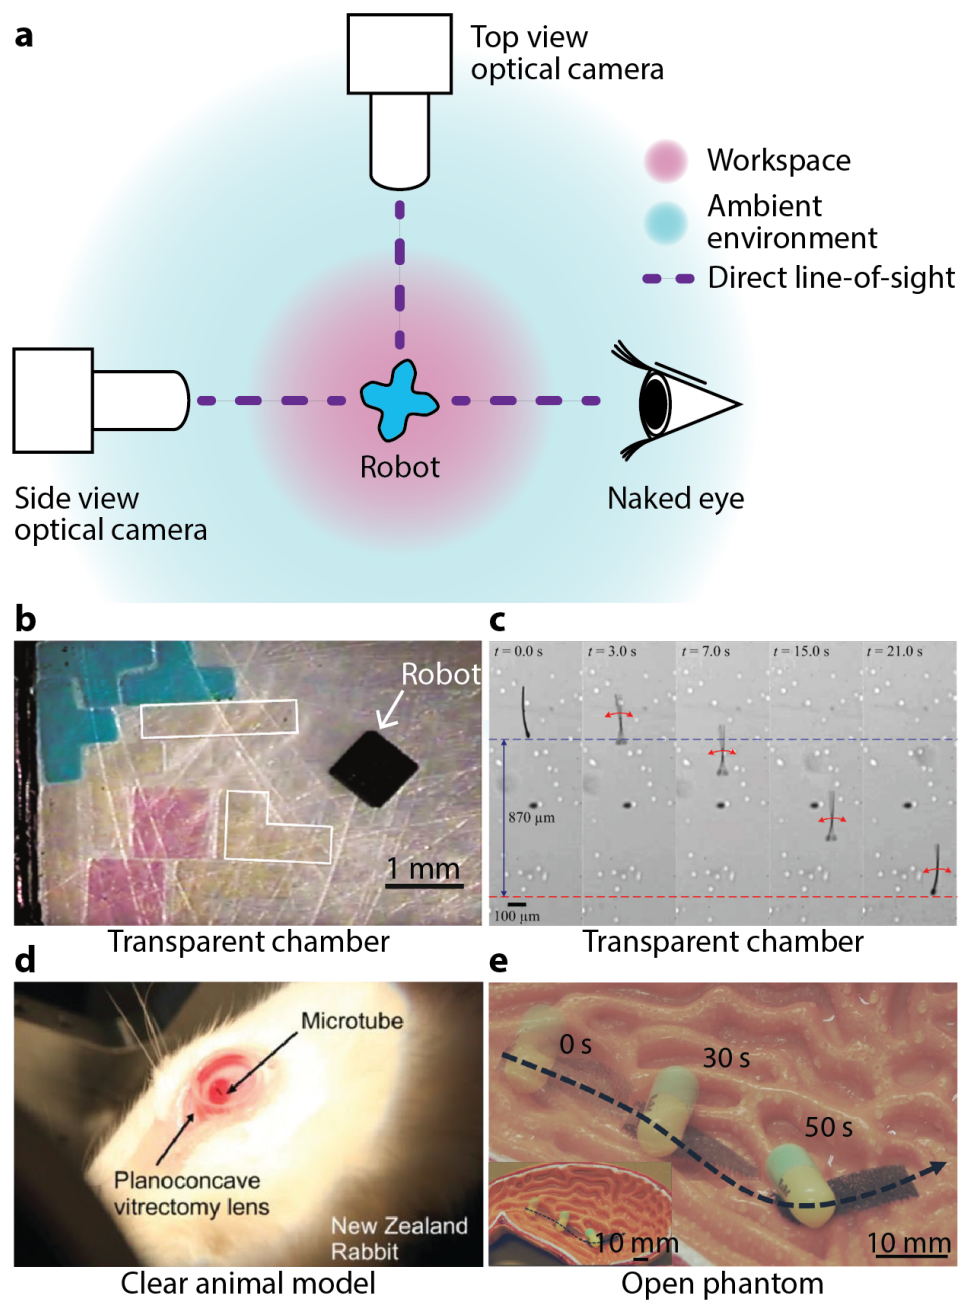 a
Top view
optical camera
Workspace
Ambient
environment
Direct line-of-sight
Robot
Side view
optical camera
Naked eye
b
Robot
1 mm
Transparent chamber
c
t = 0.0 s
t = 3.0 s
t = 7.0 s
t = 15.0 s
t = 21.0 s
870 μm
100 μm
Transparent chamber
d
Microtube
Planoconcave
vitrectomy lens
New Zealand
Rabbit
Clear animal model
e
0 s
30 s
50 s
10 mm
10 mm
Open phantom